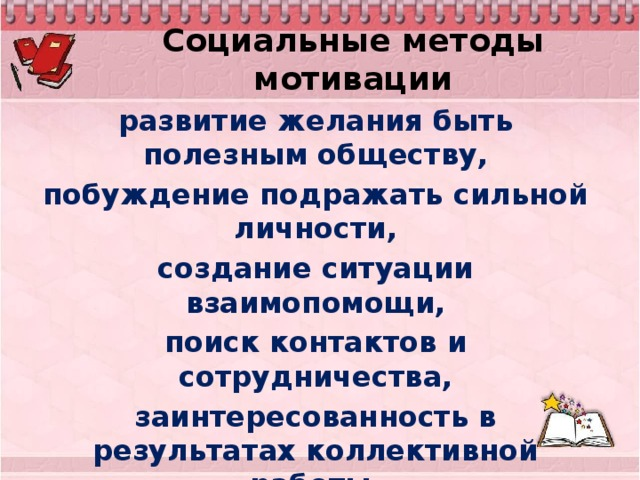 Социальные методы
мотивации
развитие желания быть
полезным обществу,
побуждение подражать сильной
личности,
создание ситуации
взаимопомощи,
поиск контактов и
сотрудничества,
заинтересованность в
результатах коллективной
работы